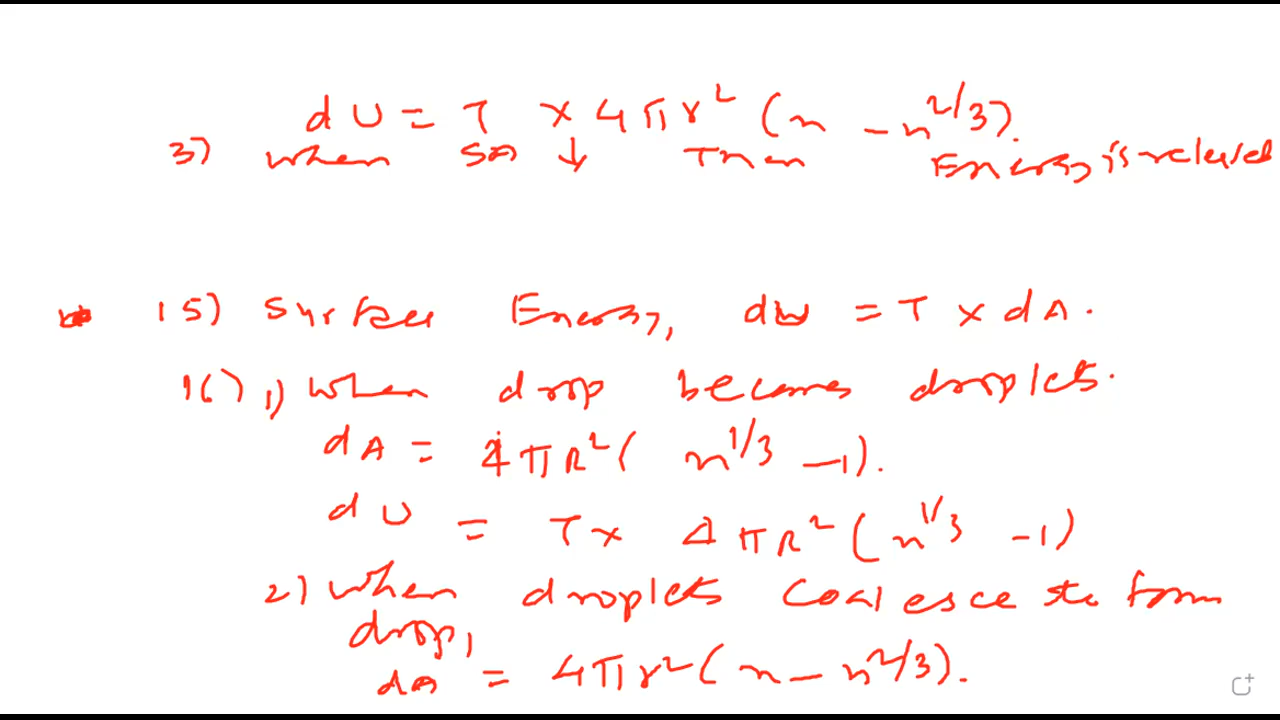 dU = T × 4πr² (n - n^2/3).
3) when SA ↓ Then Energy is released
15) Surface Energy, dw = T × dA.
16) 1) When drop becomes droplets.
dA = 4πR² ( n^1/3 - 1).
dU = T × 4πR² (n^1/3 - 1)
2) When droplets coalesce to form
drop,
dA = 4πr² (n - n^2/3).